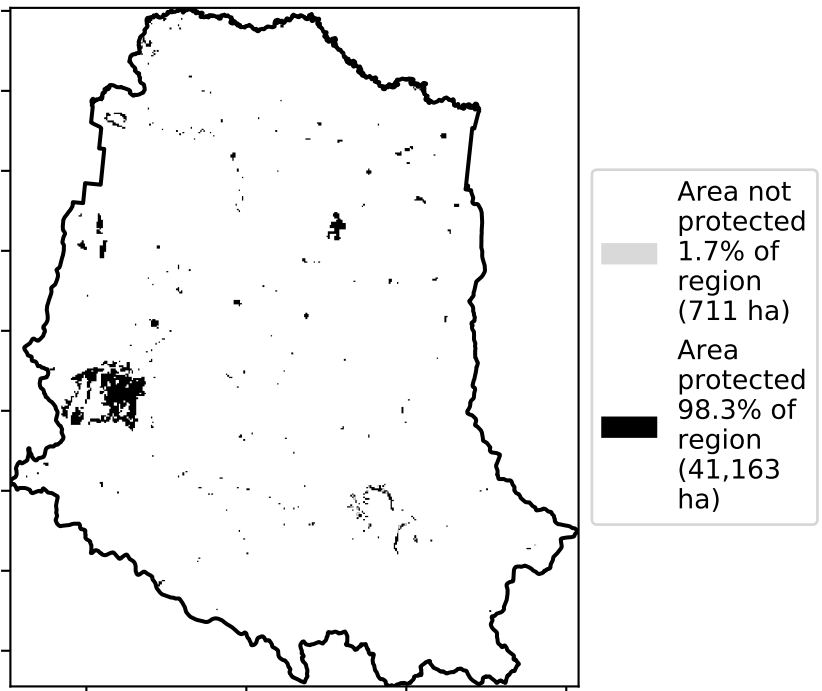 Area not
protected
1.7% of
region
(711 ha)
Area
protected
98.3% of
region
(41,163
ha)